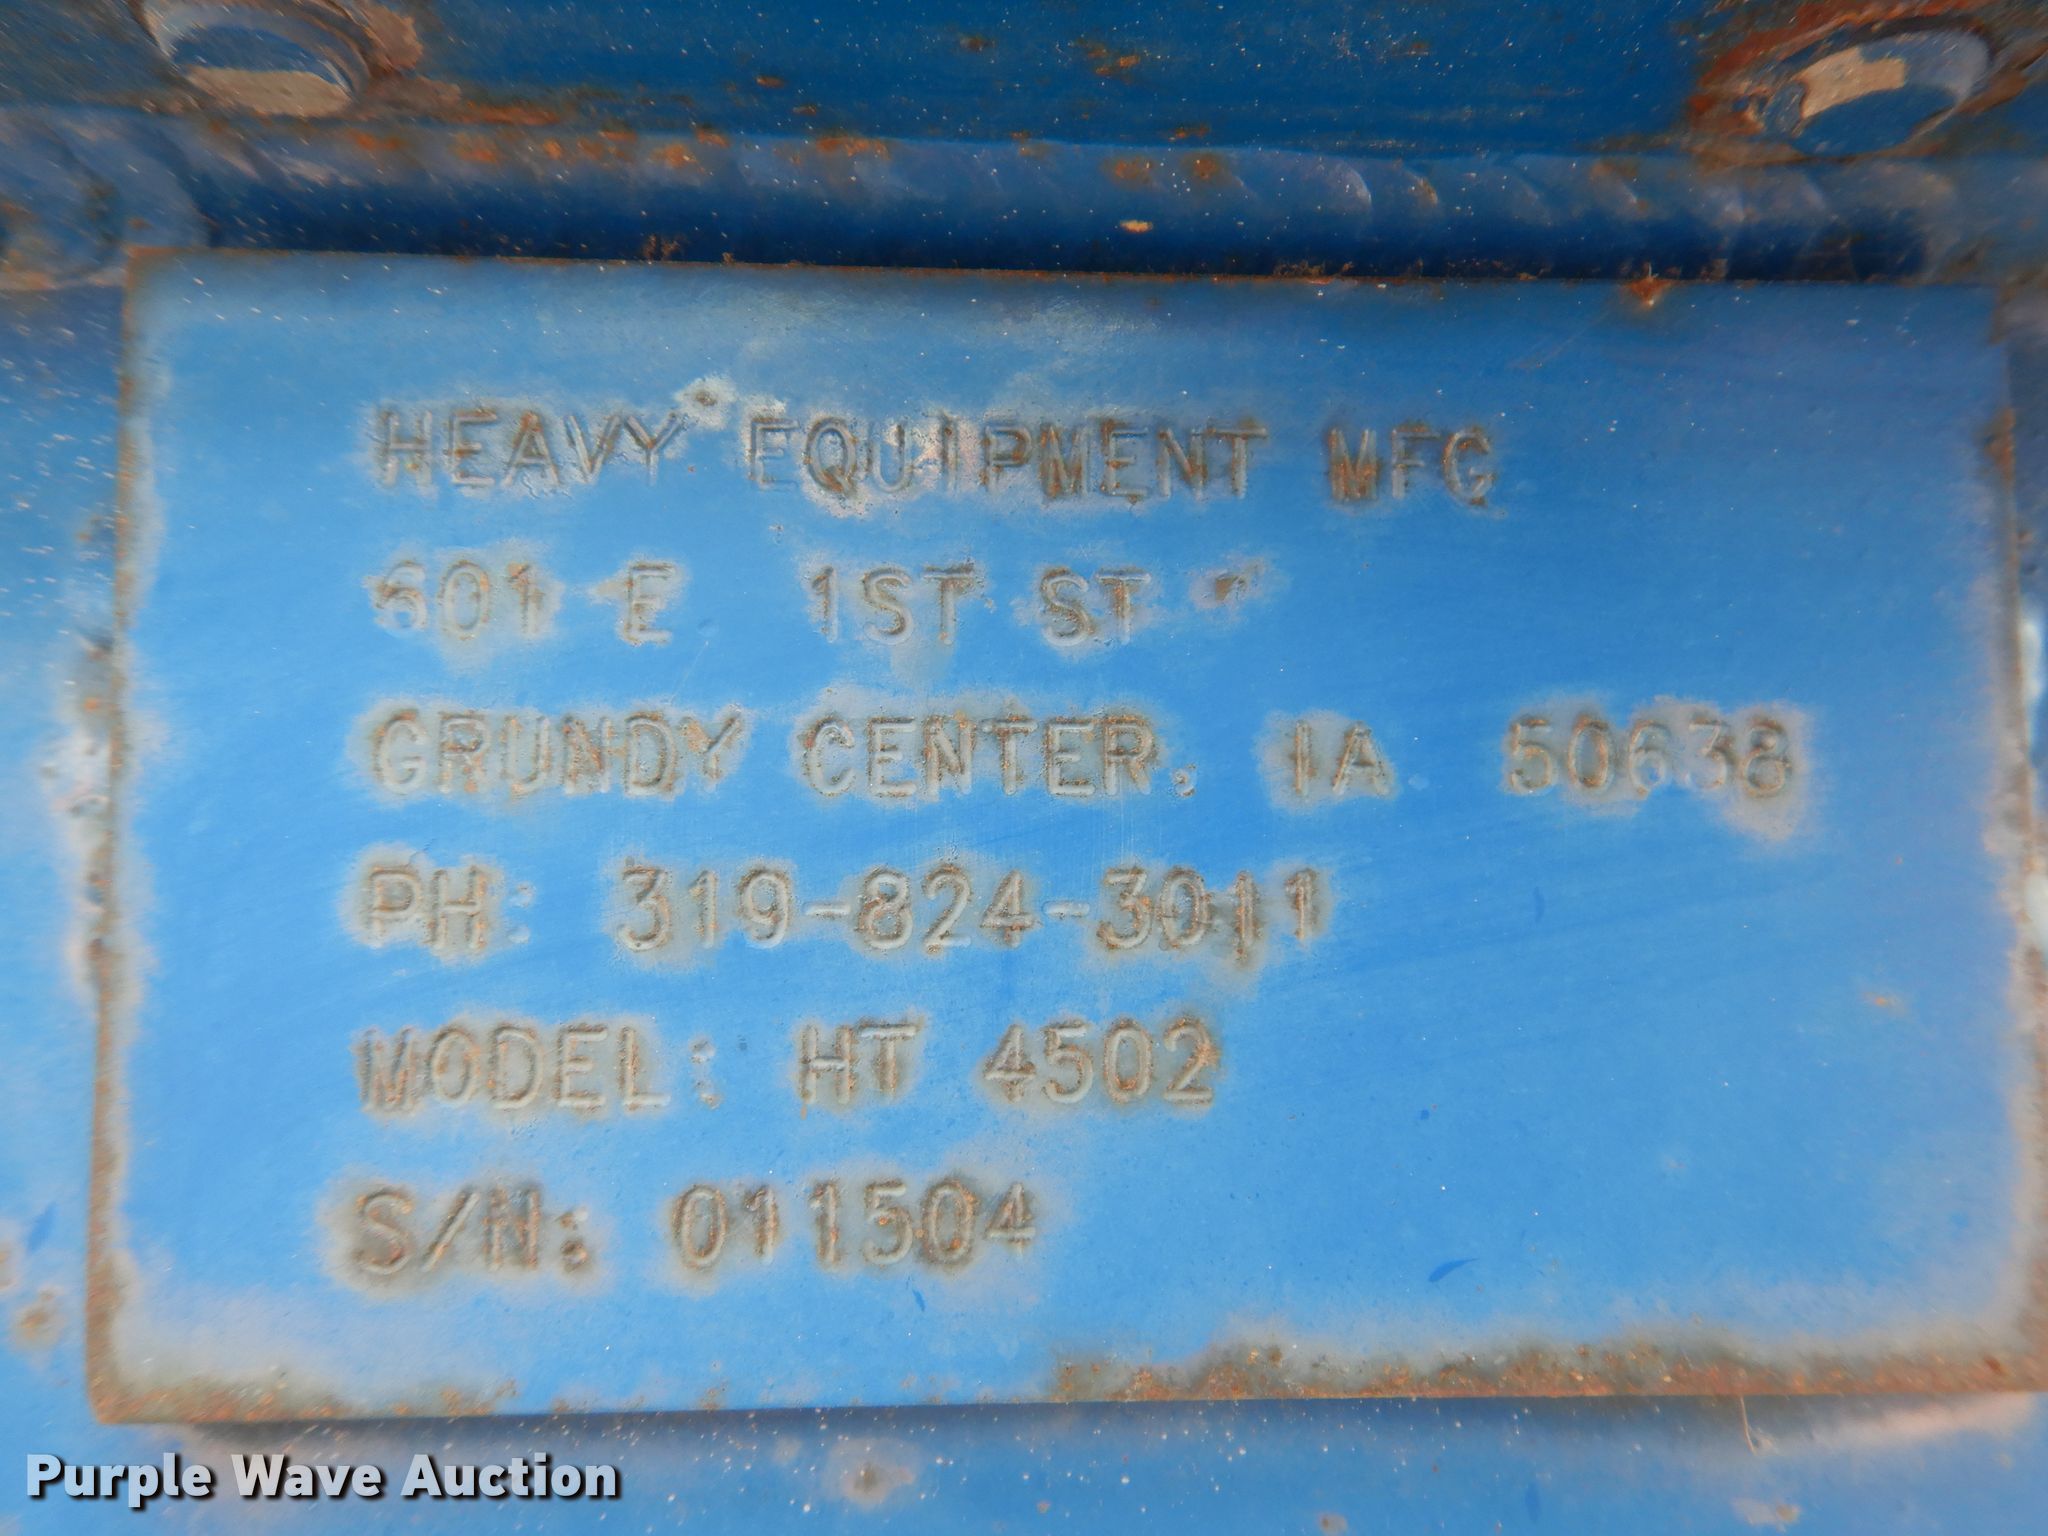 HEAVY EQUIPMENT MFG
601 E 1ST ST
GRUNDY CENTER, IA 50638
PH: 319-824-3011
MODEL: HT 4502
S/N: 011504
Purple Wave Auction